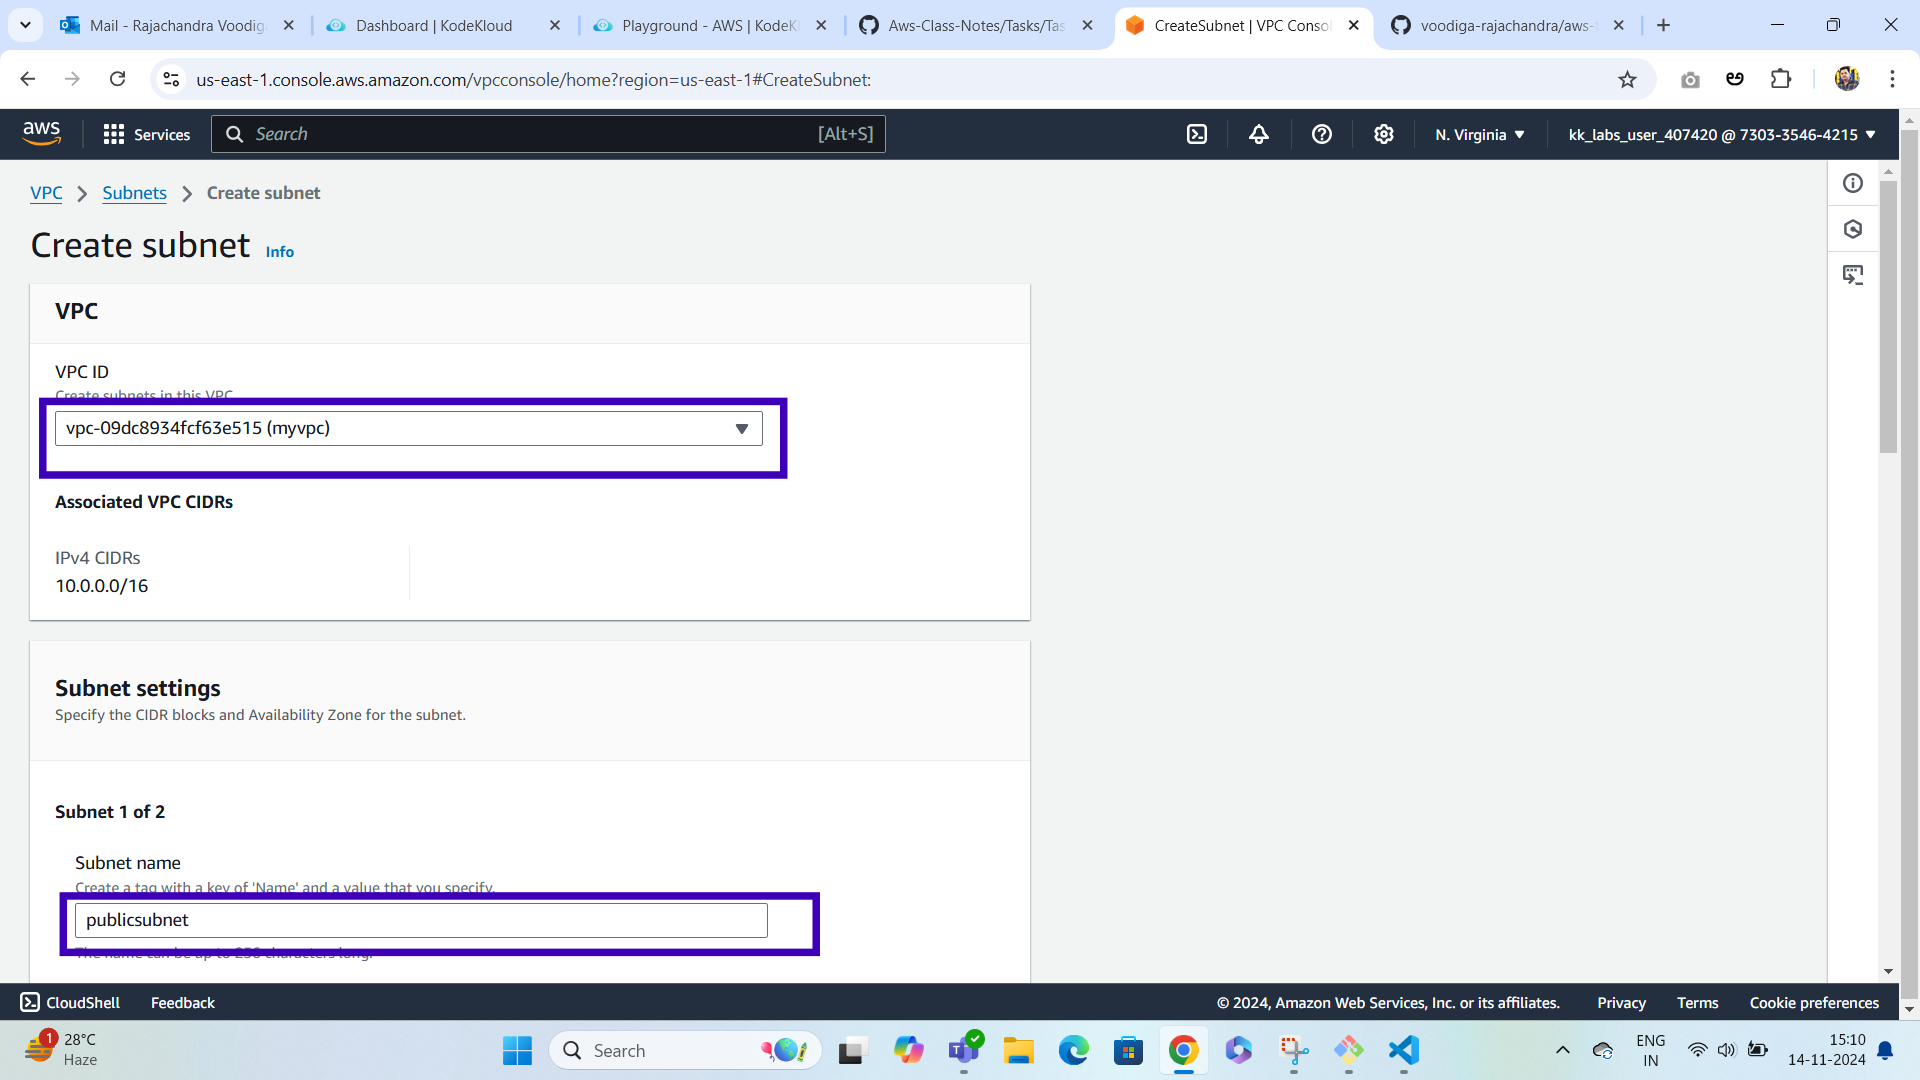 Mail - Rajachandra Voodiga
Dashboard | KodeKloud
Playground - AWS | KodeKl
Aws-Class-Notes/Tasks/Tas
CreateSubnet | VPC Consol
voodiga-rajachandra/aws-
us-east-1.console.aws.amazon.com/vpcconsole/home?region=us-east-1#CreateSubnet:
aws
Services
Search
[Alt+S]
N. Virginia
kk_labs_user_407420 @ 7303-3546-4215
VPC
Subnets
Create subnet
Create subnet
Info
VPC
VPC ID
Create subnets in this VPC.
vpc-09dc8934fcf63e515 (myvpc)
Associated VPC CIDRs
IPv4 CIDRs
10.0.0.0/16
Subnet settings
Specify the CIDR blocks and Availability Zone for the subnet.
Subnet 1 of 2
Subnet name
Create a tag with a key of 'Name' and a value that you specify.
publicsubnet
The name can be up to 256 characters long.
CloudShell
Feedback
© 2024, Amazon Web Services, Inc. or its affiliates.
Privacy
Terms
Cookie preferences
1
28°C
Haze
Search
ENG
IN
15:10
14-11-2024